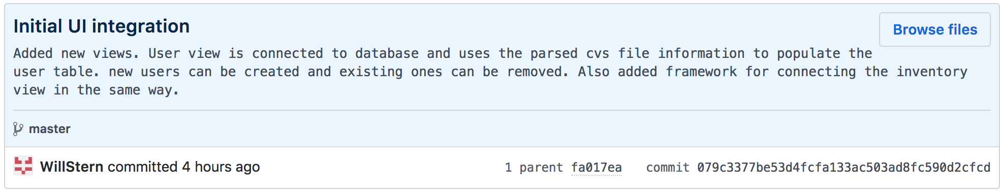 Initial UI integration
Browse files
Added new views. User view is connected to database and uses the parsed cvs file information to populate the
user table. new users can be created and existing ones can be removed. Also added framework for connecting the inventory
view in the same way.
master
WillStern committed 4 hours ago
1 parent fa017ea commit 079c3377be53d4fcfa133ac503ad8fc590d2cfcd